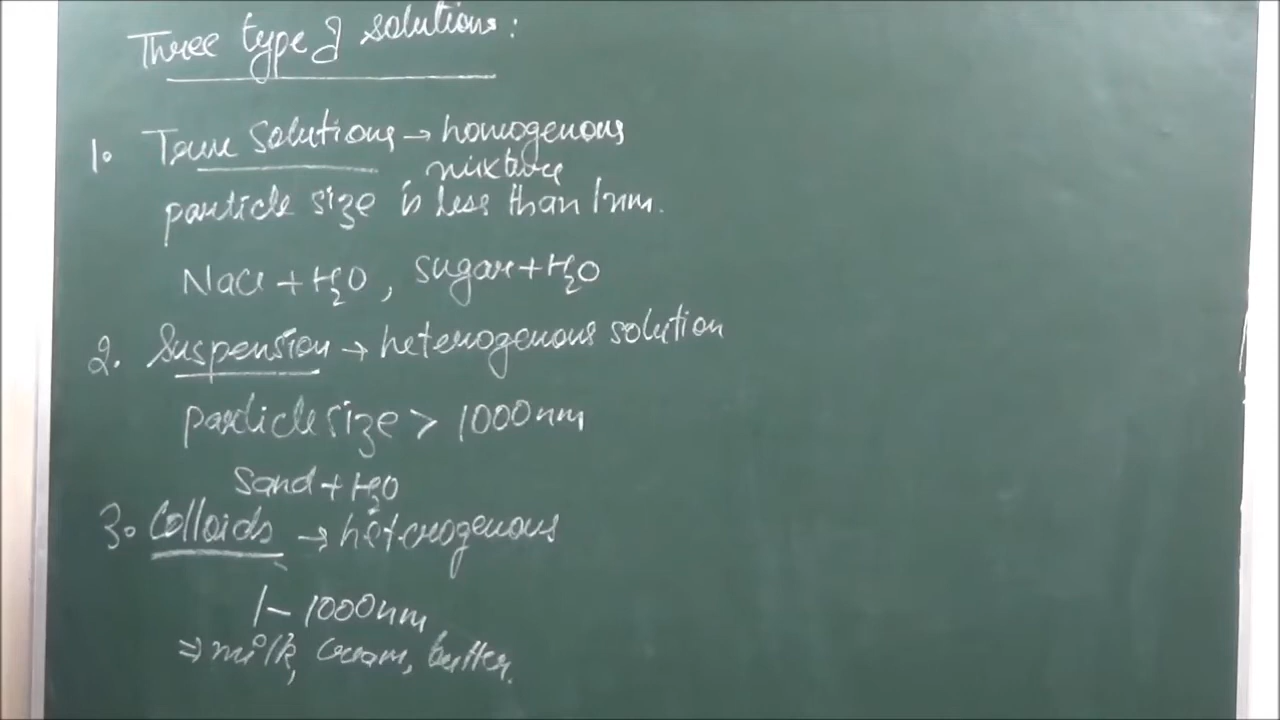 Three type of solutions:
1. True solutions → homogenous
mixture
particle size is less than 1nm.
NaCl + H2O, sugar + H2O
2. Suspension → heterogenous solution
particle size > 1000nm
Sand + H2O
3. Colloids → heterogenous
1 - 1000nm
⇒ milk, cream, butter.